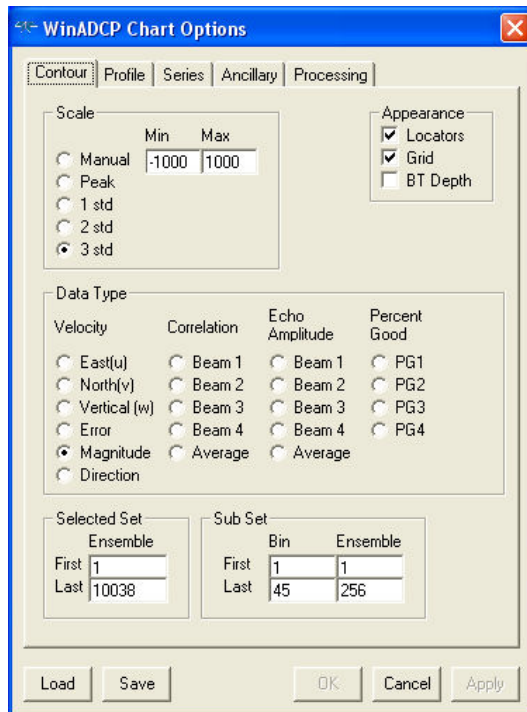 WinADCP Chart Options
Contour Profile Series Ancillary Processing
Scale
Min Max
Manual -1000 1000
Peak
1 std
2 std
3 std
Appearance
Locators
Grid
BT Depth
Data Type
Velocity
East(u)
North(v)
Vertical (w)
Error
Magnitude
Direction
Correlation
Beam 1
Beam 2
Beam 3
Beam 4
Average
Echo
Amplitude
Beam 1
Beam 2
Beam 3
Beam 4
Average
Percent
Good
PG1
PG2
PG3
PG4
Selected Set
Ensemble
First 1
Last 10038
Sub Set
Bin Ensemble
First 1 1
Last 45 256
Load Save OK Cancel Apply